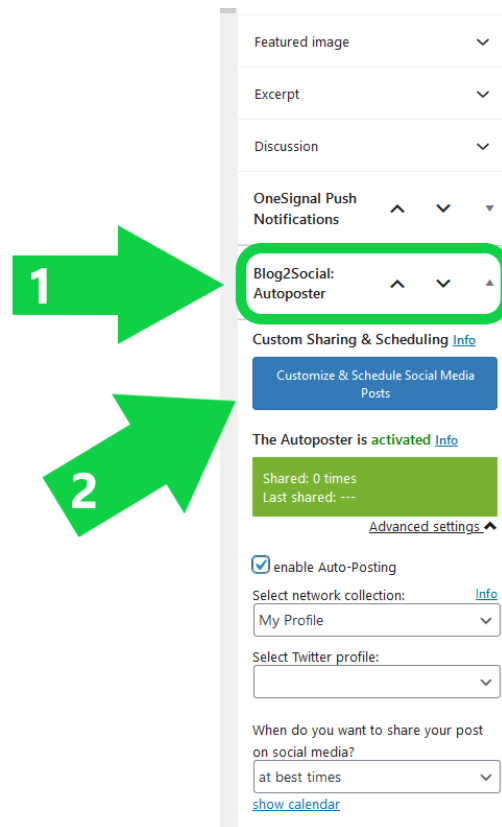 Featured image
Excerpt
Discussion
OneSignal Push
Notifications
1
Blog2Social:
Autoposter
Custom Sharing & Scheduling Info
Customize & Schedule Social Media
Posts
2
The Autoposter is activated Info
Shared: 0 times
Last shared: ---
Advanced settings
enable Auto-Posting
Select network collection: Info
My Profile
Select Twitter profile:
When do you want to share your post
on social media?
at best times
show calendar